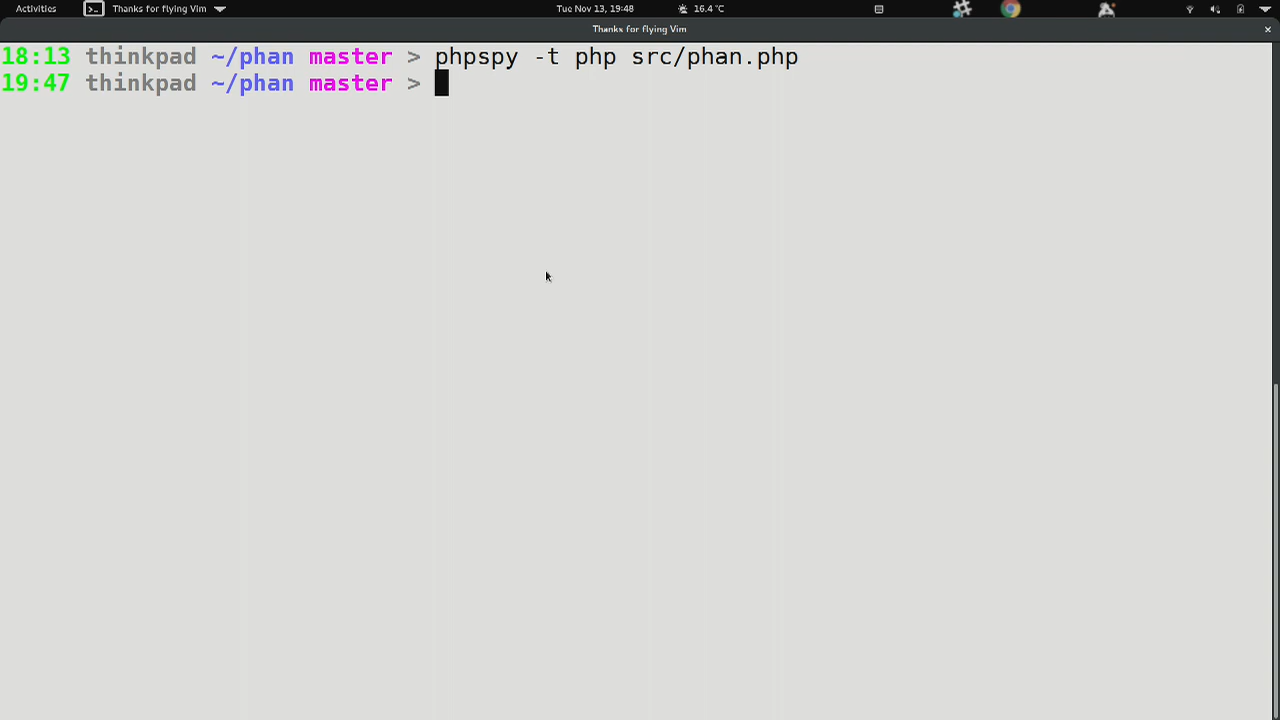 Activities Thanks for flying Vim Tue Nov 13, 19:48 16.4 °C
Thanks for flying Vim
18:13 thinkpad ~/phan master > phpspy -t php src/phan.php
19:47 thinkpad ~/phan master >